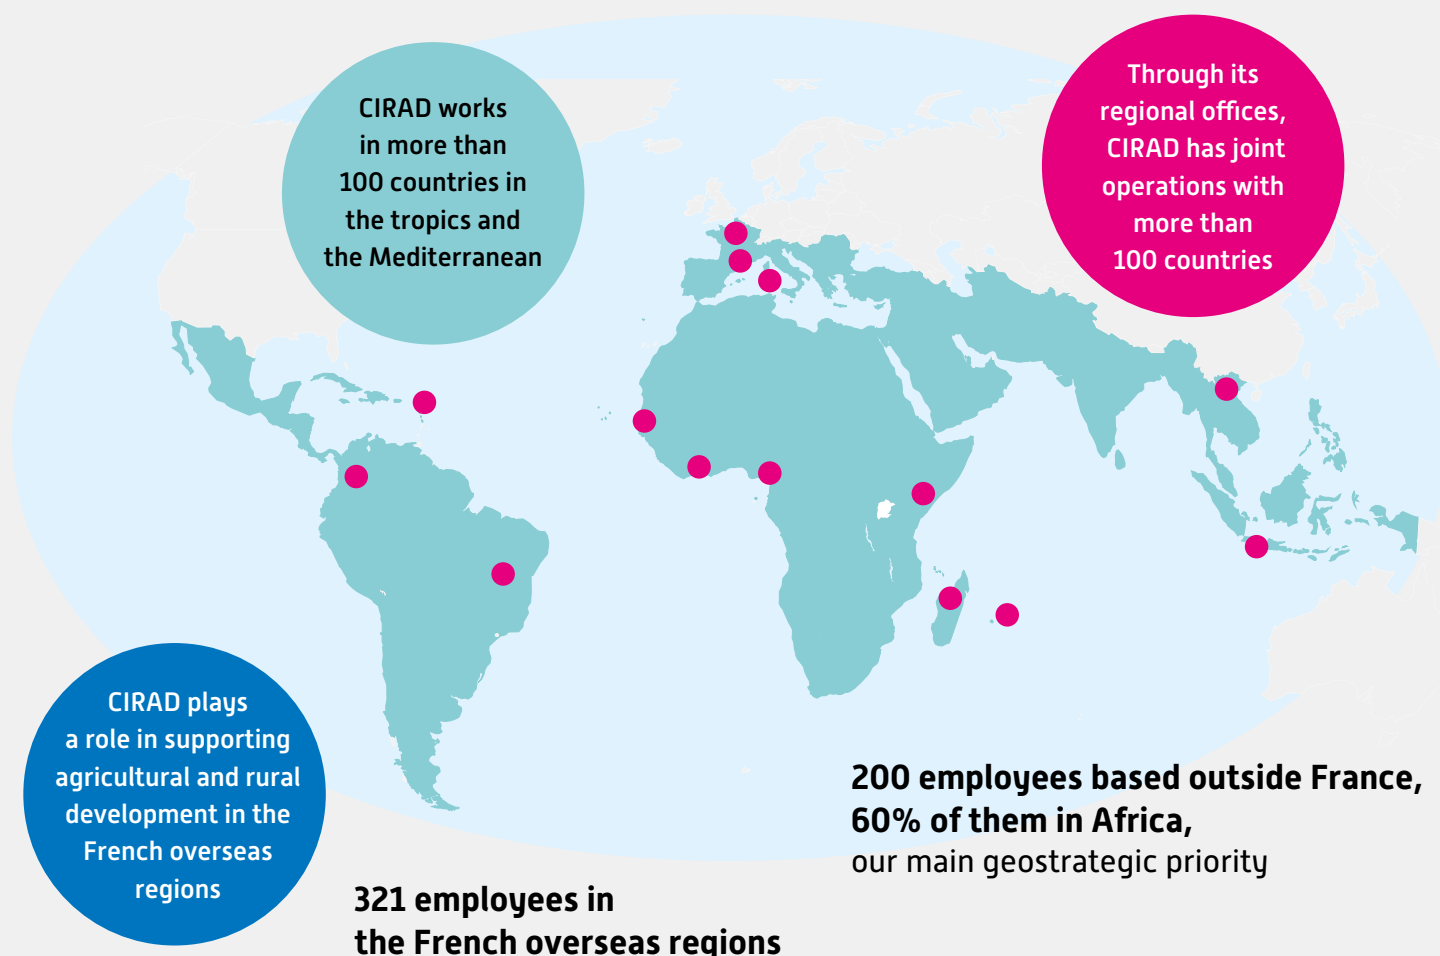 CIRAD works
in more than
100 countries in
the tropics and
the Mediterranean
Through its
regional offices,
CIRAD has joint
operations with
more than
100 countries
CIRAD plays
a role in supporting
agricultural and rural
development in the
French overseas
regions
200 employees based outside France,
60% of them in Africa,
our main geostrategic priority
321 employees in
the French overseas regions